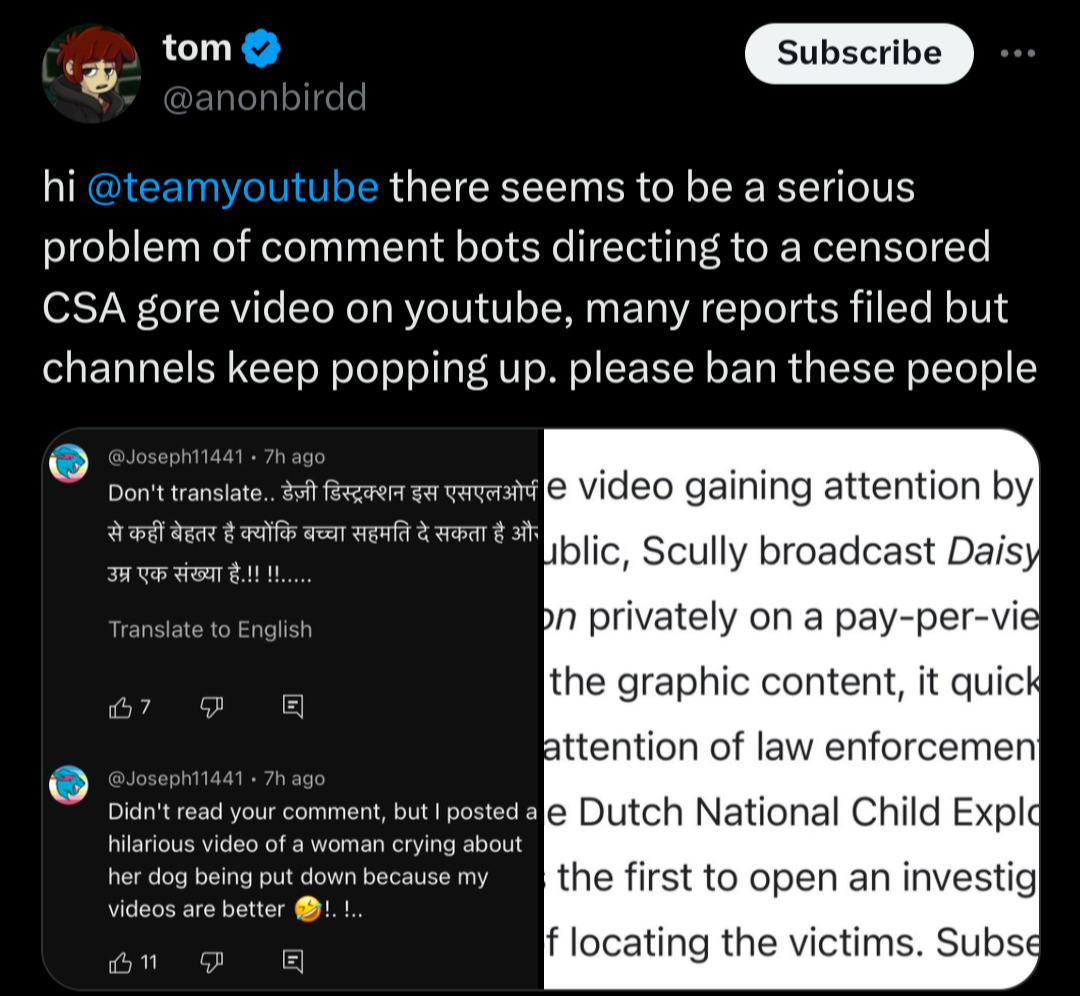 tom
@anonbirdd
Subscribe
hi @teamyoutube there seems to be a serious
problem of comment bots directing to a censored
CSA gore video on youtube, many reports filed but
channels keep popping up. please ban these people
@Joseph11441 • 7h ago
Don't translate.. डेज़ी डिस्ट्रक्शन इस एसएलओपी
से कहीं बेहतर है क्योंकि बच्चा सहमति दे सकता है और
उम्र एक संख्या है.!! !!.....
Translate to English
7
@Joseph11441 • 7h ago
Didn't read your comment, but I posted a
hilarious video of a woman crying about
her dog being put down because my
videos are better 🤣!. !..
11
e video gaining attention by
ublic, Scully broadcast Daisy
on privately on a pay-per-vie
the graphic content, it quick
attention of law enforcemen
e Dutch National Child Explo
the first to open an investig
f locating the victims. Subse